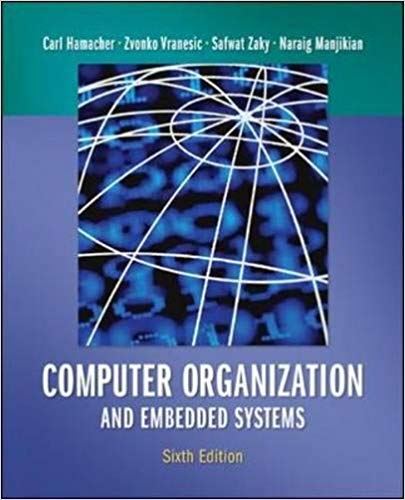 Carl Hamacher · Zvonko Vranesic · Safwat Zaky · Naraig Manjikian
COMPUTER ORGANIZATION
AND EMBEDDED SYSTEMS
Sixth Edition